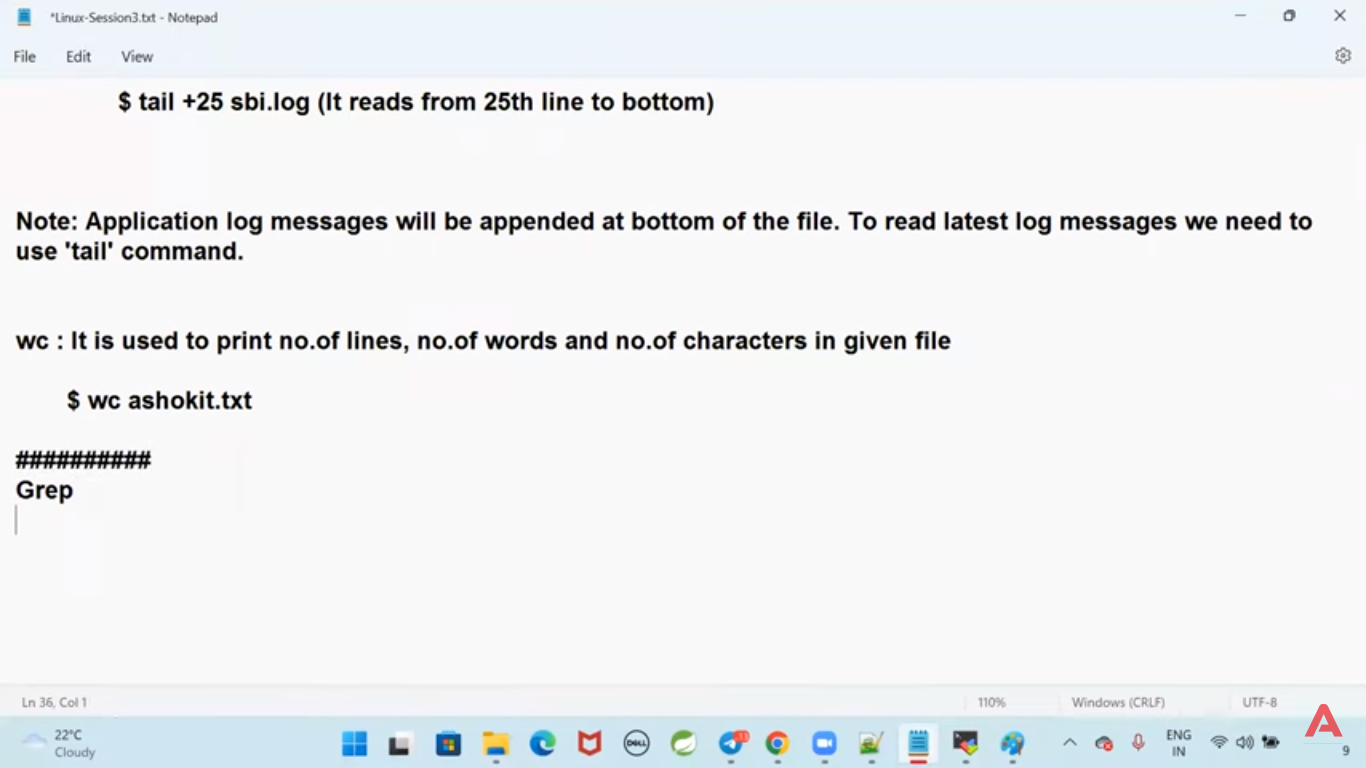 *Linux-Session3.txt - Notepad
File Edit View
$ tail +25 sbi.log (It reads from 25th line to bottom)
Note: Application log messages will be appended at bottom of the file. To read latest log messages we need to
use 'tail' command.
wc : It is used to print no.of lines, no.of words and no.of characters in given file
$ wc ashokit.txt
##########
Grep
Ln 36, Col 1 110% Windows (CRLF) UTF-8
22°C
Cloudy
DELL
ENG
IN
9